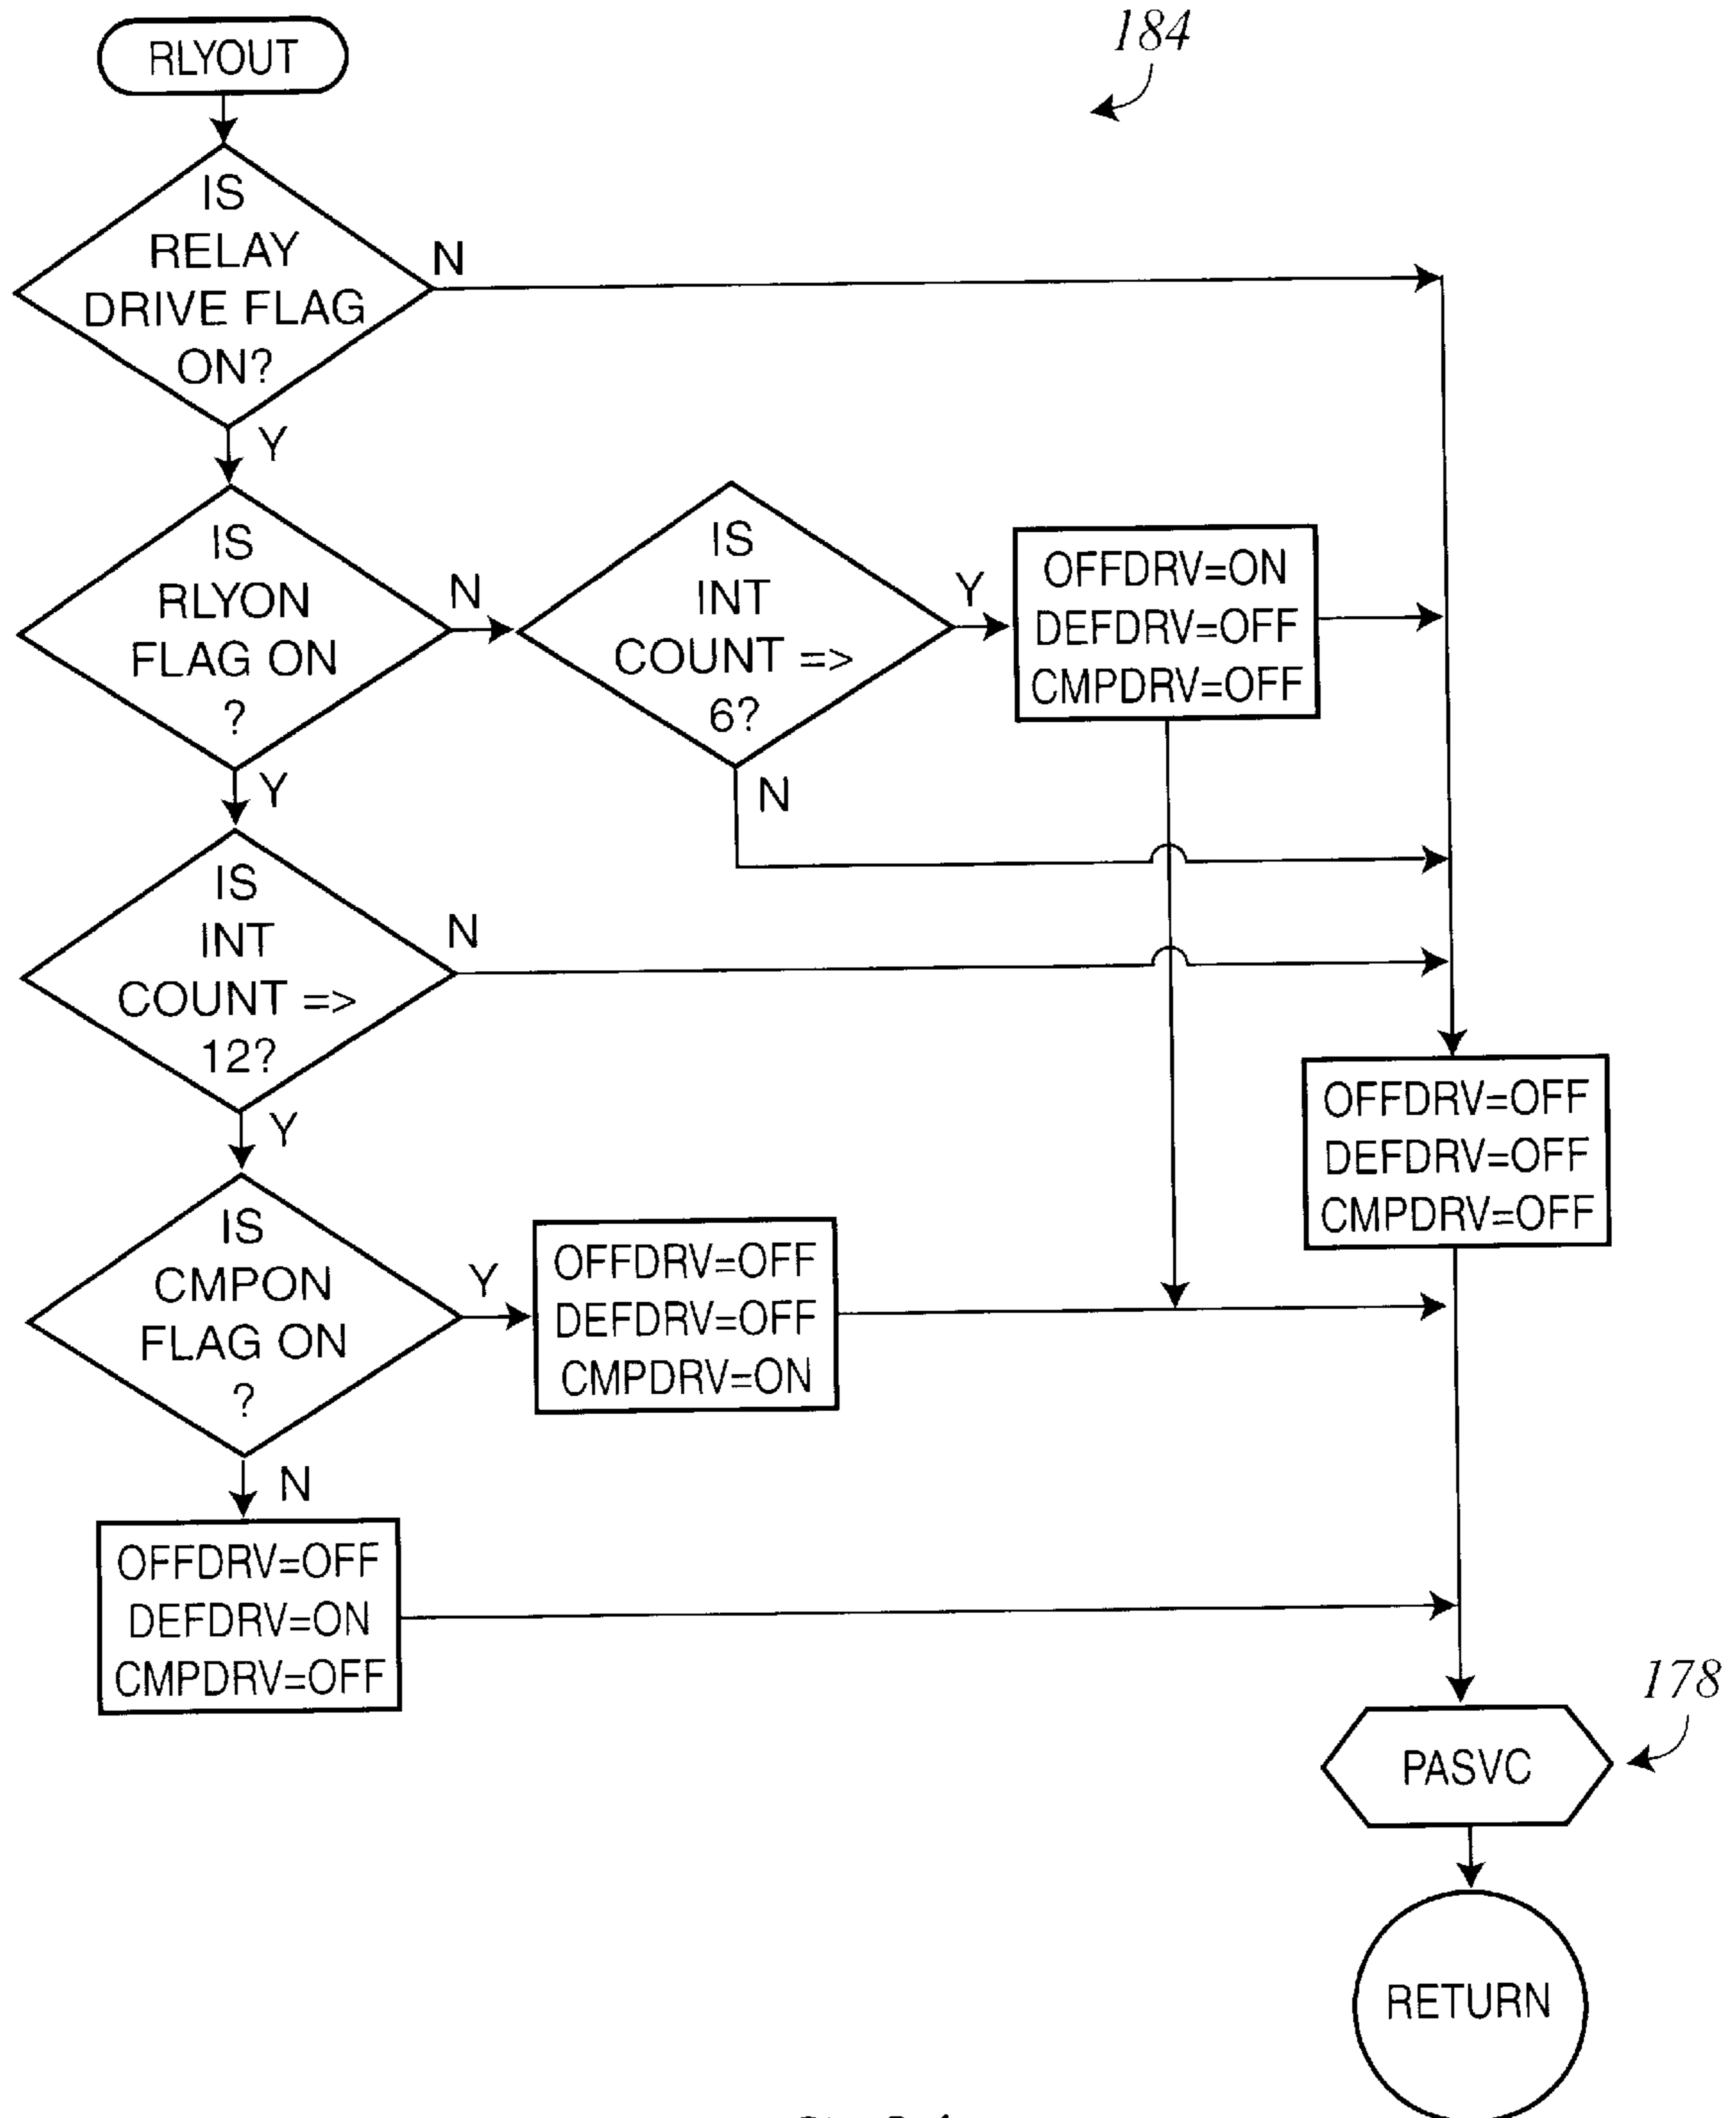 RLYOUT
184
IS
RELAY
DRIVE FLAG
ON?
N
Y
IS
RLYON
FLAG ON
?
N
Y
IS
INT
COUNT =>
6?
Y
N
OFFDRV=ON
DEFDRV=OFF
CMPDRV=OFF
IS
INT
COUNT =>
12?
N
Y
OFFDRV=OFF
DEFDRV=OFF
CMPDRV=OFF
IS
CMPON
FLAG ON
?
Y
N
OFFDRV=OFF
DEFDRV=OFF
CMPDRV=ON
OFFDRV=OFF
DEFDRV=ON
CMPDRV=OFF
178
PASVC
RETURN